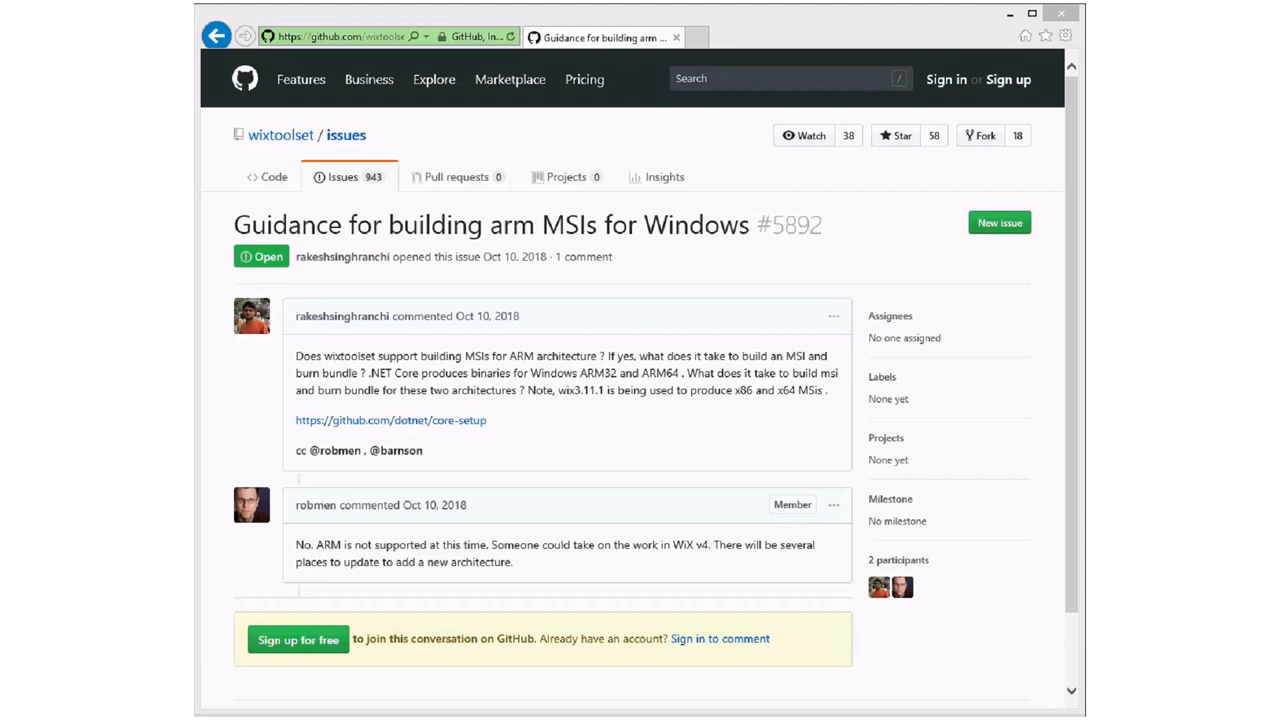 https://github.com/wixtoolse
GitHub, In...
Guidance for building arm ...
Features
Business
Explore
Marketplace
Pricing
Search
/
Sign in or Sign up
wixtoolset / issues
Watch 38
Star 58
Fork 18
Code
Issues 943
Pull requests 0
Projects 0
Insights
Guidance for building arm MSIs for Windows #5892
New issue
Open
rakeshsinghranchi opened this issue Oct 10, 2018 · 1 comment
rakeshsinghranchi commented Oct 10, 2018
Does wixtoolset support building MSIs for ARM architecture ? If yes, what does it take to build an MSI and
burn bundle ? .NET Core produces binaries for Windows ARM32 and ARM64 . What does it take to build msi
and burn bundle for these two architectures ? Note, wix3.11.1 is being used to produce x86 and x64 MSis .
https://github.com/dotnet/core-setup
cc @robmen , @barnson
robmen commented Oct 10, 2018
Member
No. ARM is not supported at this time. Someone could take on the work in WiX v4. There will be several
places to update to add a new architecture.
Sign up for free to join this conversation on GitHub. Already have an account? Sign in to comment
Assignees
No one assigned
Labels
None yet
Projects
None yet
Milestone
No milestone
2 participants